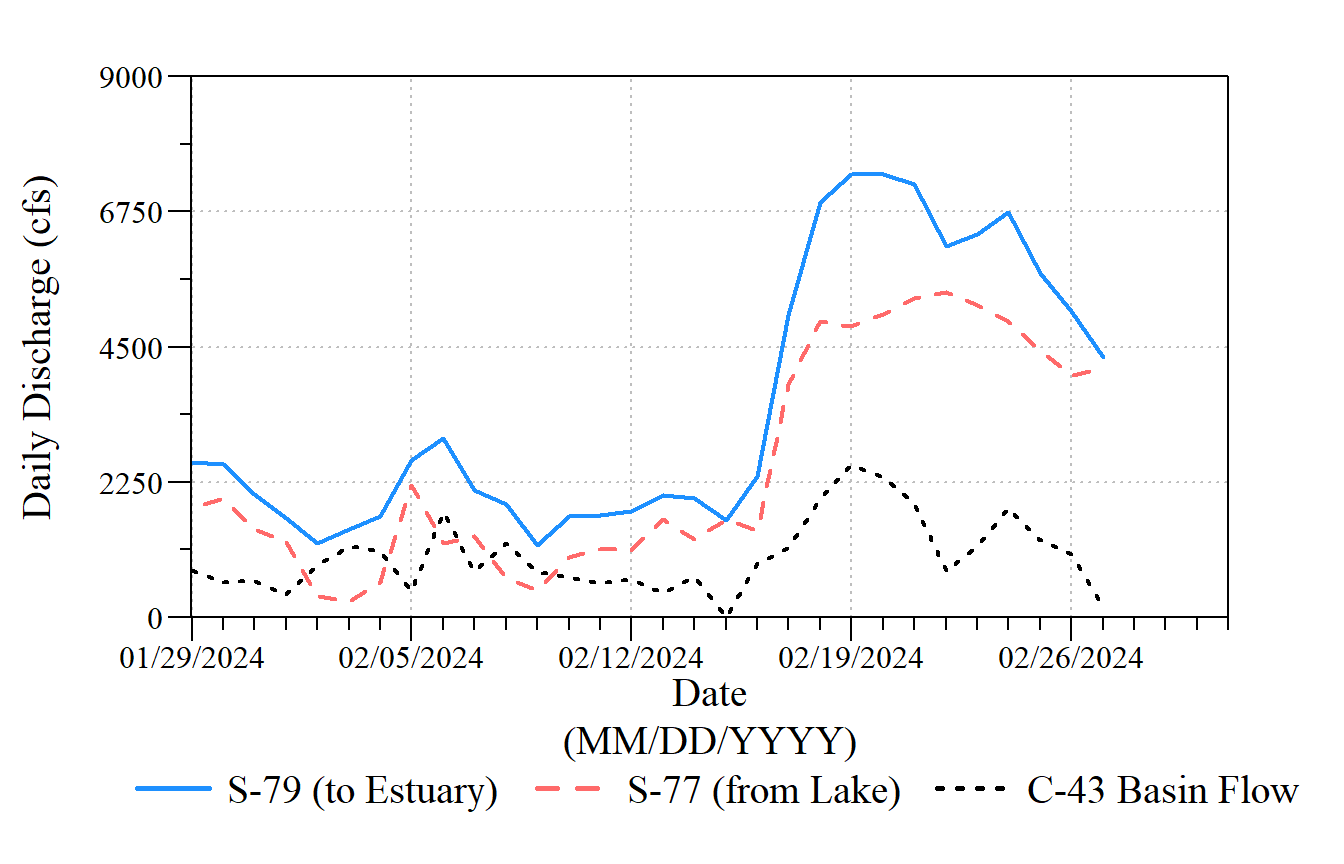 9000
6750
4500
2250
0
Daily Discharge (cfs)
01/29/2024 02/05/2024 02/12/2024 02/19/2024 02/26/2024
Date
(MM/DD/YYYY)
S-79 (to Estuary) S-77 (from Lake) C-43 Basin Flow